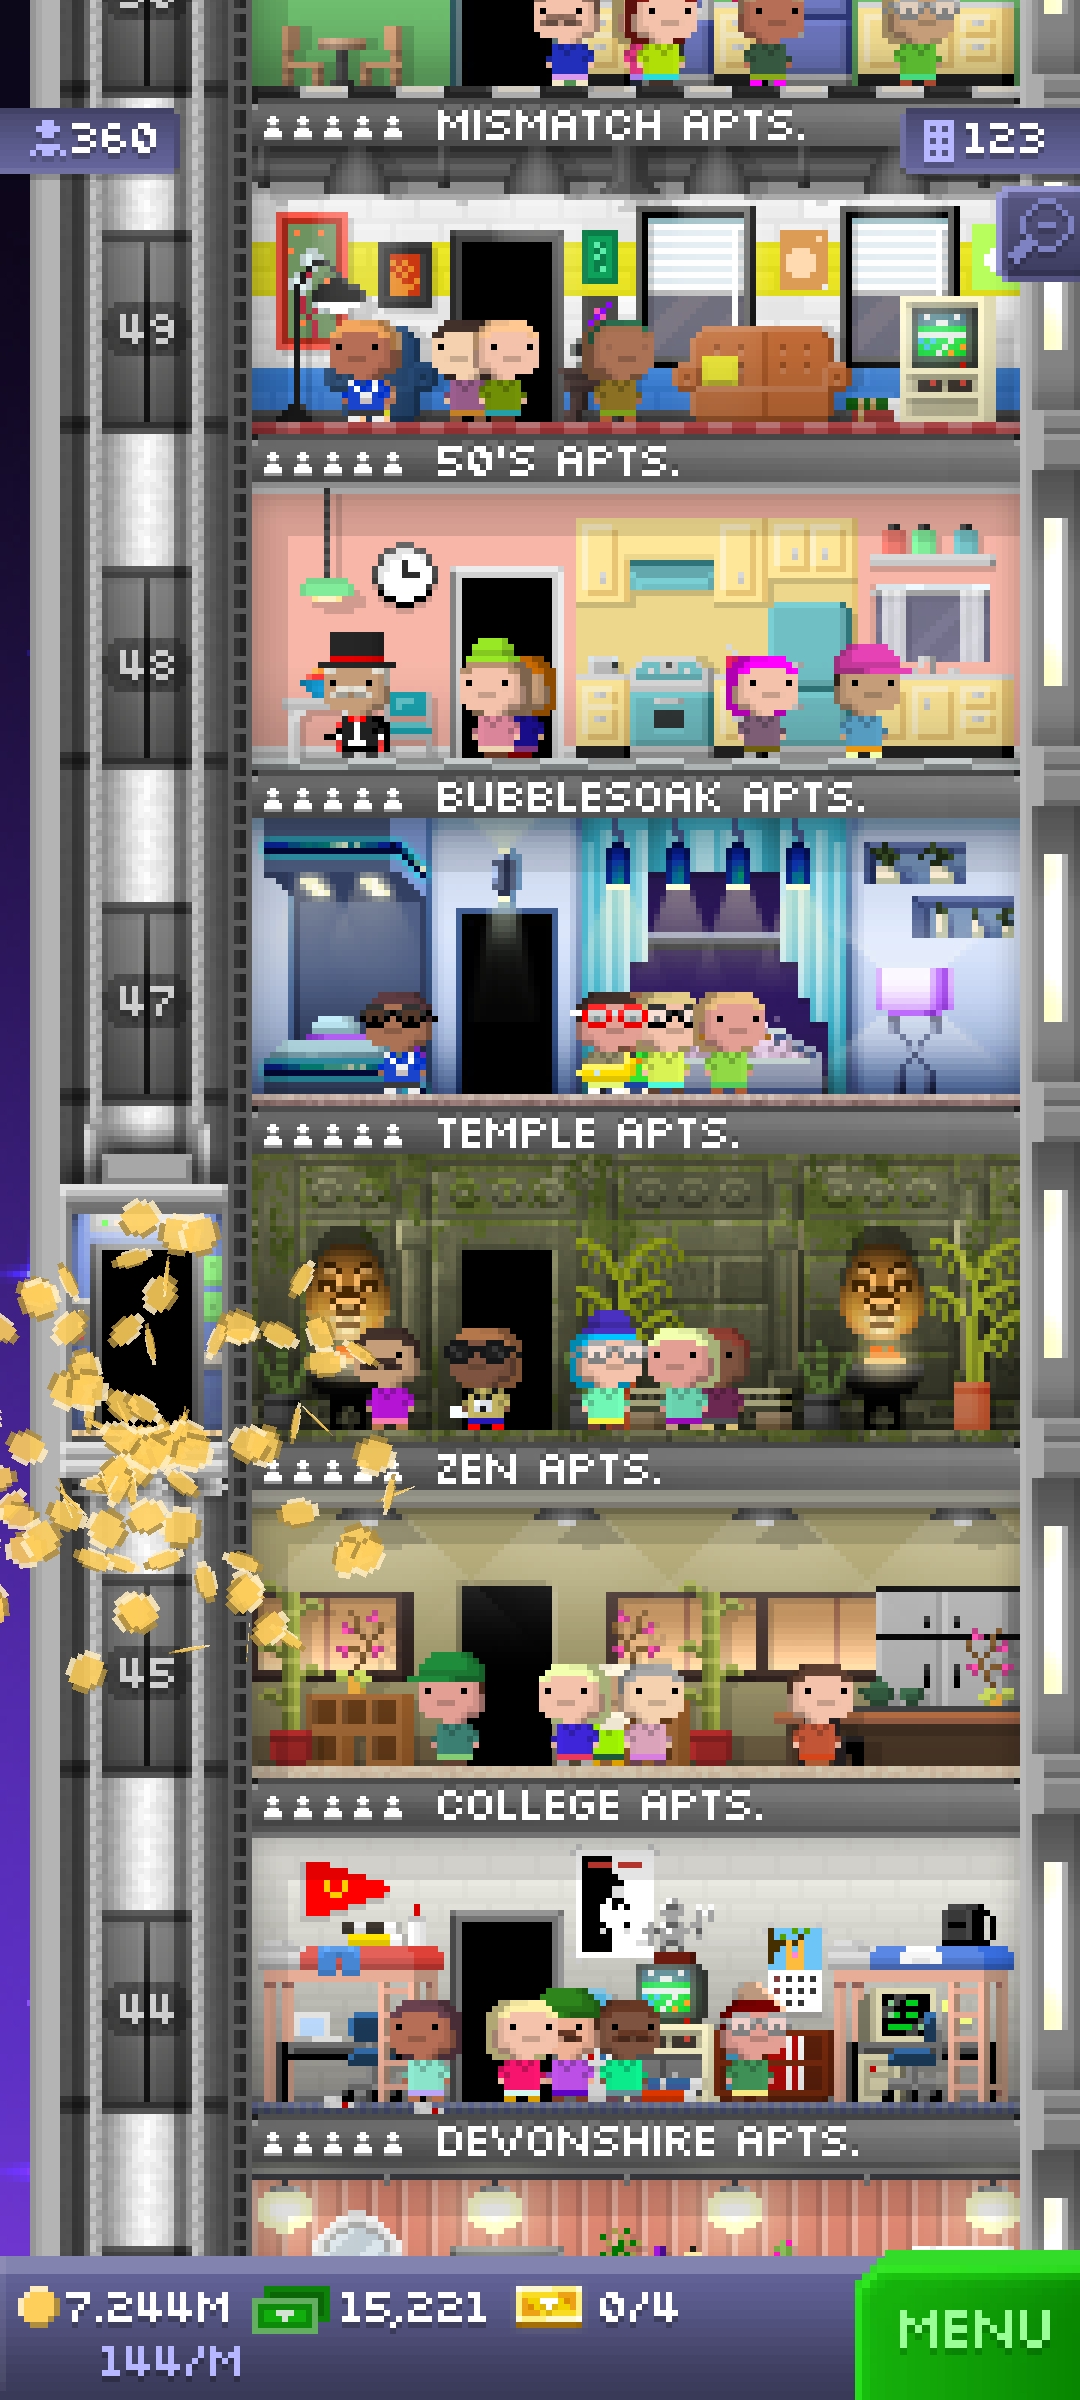 MISMATCH APTS.
360
123
49
50'S APTS.
48
BUBBLESOAK APTS.
47
TEMPLE APTS.
ZEN APTS.
45
COLLEGE APTS.
44
DEVONSHIRE APTS.
7.244M 15,221 0/4
144/M
MENU